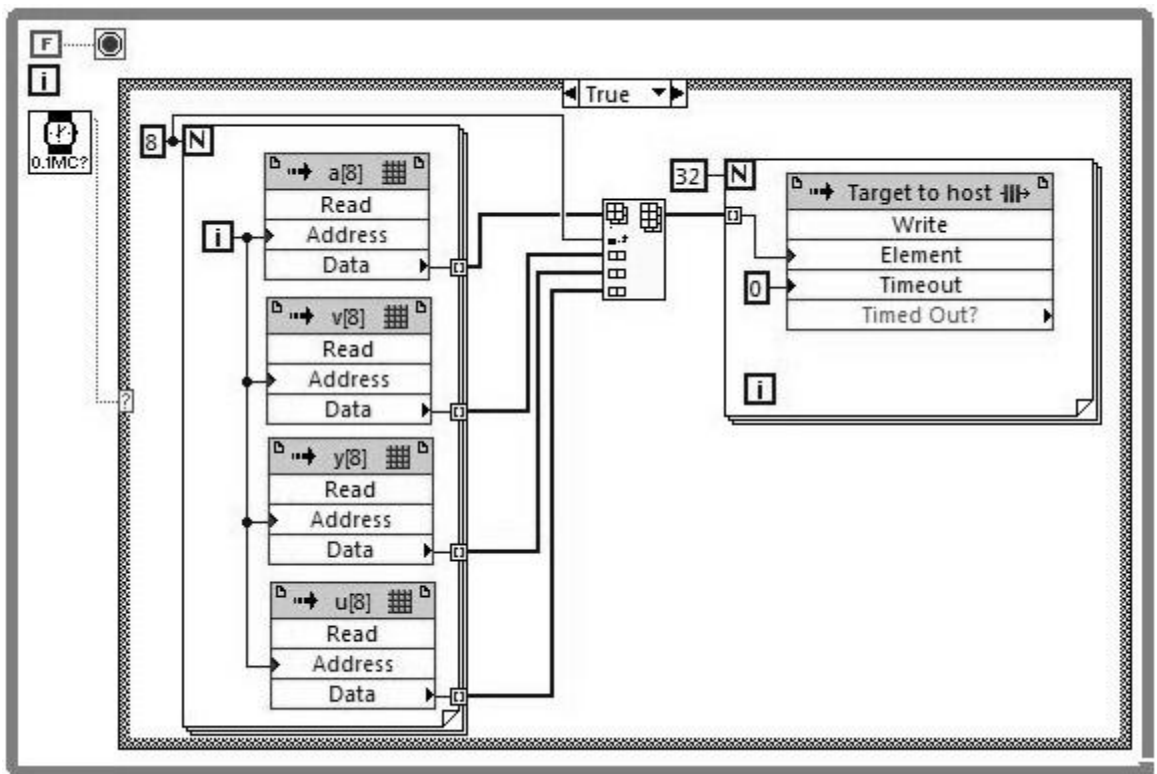 F
i
True
0.1MC?
8
N
a[8]
Read
Address
Data
i
v[8]
Read
Address
Data
y[8]
Read
Address
Data
u[8]
Read
Address
Data
32
N
Target to host
Write
Element
0
Timeout
Timed Out?
i
?